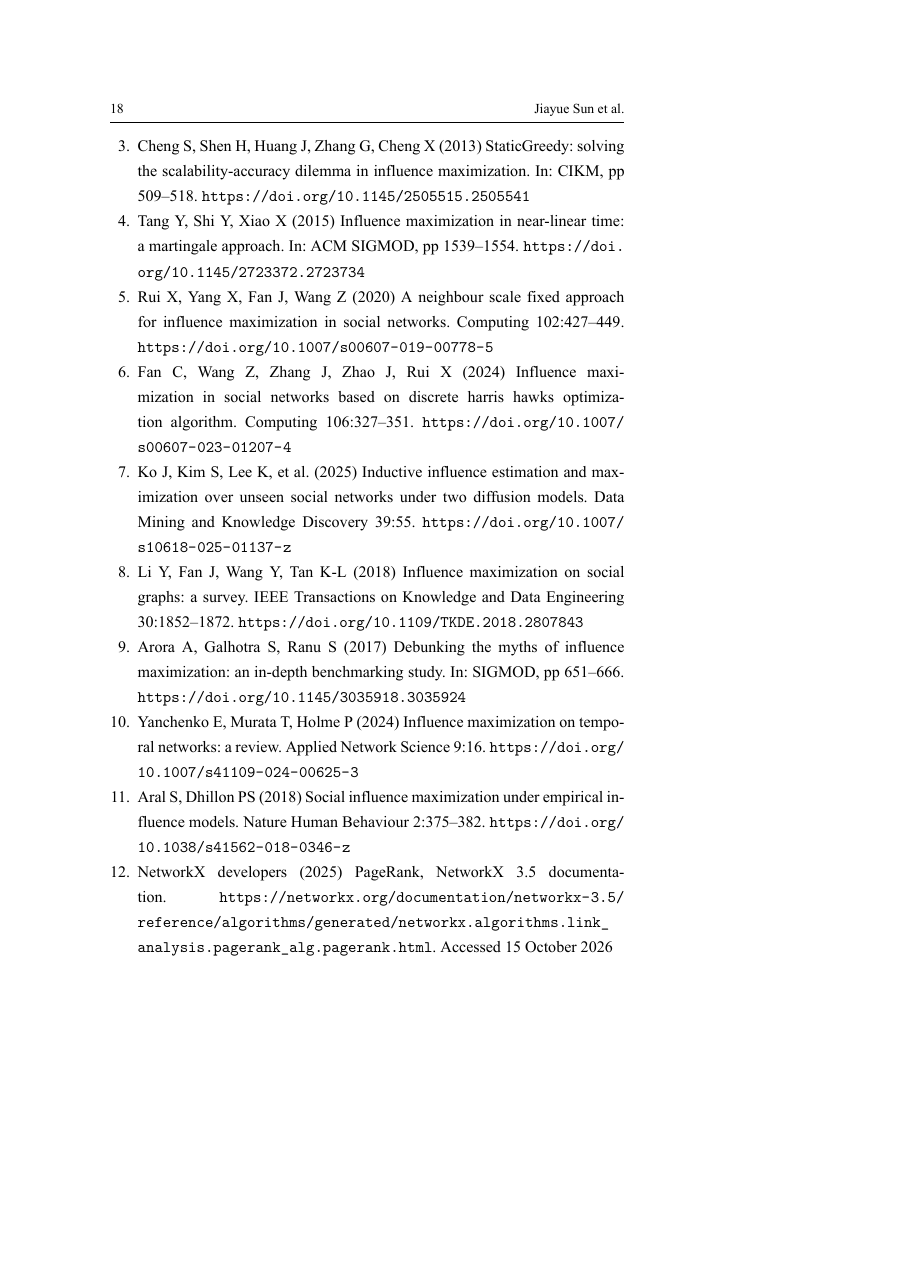 18 Jiayue Sun et al.
3. Cheng S, Shen H, Huang J, Zhang G, Cheng X (2013) StaticGreedy: solving
the scalability-accuracy dilemma in influence maximization. In: CIKM, pp
509–518. https://doi.org/10.1145/2505515.2505541
4. Tang Y, Shi Y, Xiao X (2015) Influence maximization in near-linear time:
a martingale approach. In: ACM SIGMOD, pp 1539–1554. https://doi.
org/10.1145/2723372.2723734
5. Rui X, Yang X, Fan J, Wang Z (2020) A neighbour scale fixed approach
for influence maximization in social networks. Computing 102:427–449.
https://doi.org/10.1007/s00607-019-00778-5
6. Fan C, Wang Z, Zhang J, Zhao J, Rui X (2024) Influence maxi-
mization in social networks based on discrete harris hawks optimiza-
tion algorithm. Computing 106:327–351. https://doi.org/10.1007/
s00607-023-01207-4
7. Ko J, Kim S, Lee K, et al. (2025) Inductive influence estimation and max-
imization over unseen social networks under two diffusion models. Data
Mining and Knowledge Discovery 39:55. https://doi.org/10.1007/
s10618-025-01137-z
8. Li Y, Fan J, Wang Y, Tan K-L (2018) Influence maximization on social
graphs: a survey. IEEE Transactions on Knowledge and Data Engineering
30:1852–1872. https://doi.org/10.1109/TKDE.2018.2807843
9. Arora A, Galhotra S, Ranu S (2017) Debunking the myths of influence
maximization: an in-depth benchmarking study. In: SIGMOD, pp 651–666.
https://doi.org/10.1145/3035918.3035924
10. Yanchenko E, Murata T, Holme P (2024) Influence maximization on tempo-
ral networks: a review. Applied Network Science 9:16. https://doi.org/
10.1007/s41109-024-00625-3
11. Aral S, Dhillon PS (2018) Social influence maximization under empirical in-
fluence models. Nature Human Behaviour 2:375–382. https://doi.org/
10.1038/s41562-018-0346-z
12. NetworkX developers (2025) PageRank, NetworkX 3.5 documenta-
tion. https://networkx.org/documentation/networkx-3.5/
reference/algorithms/generated/networkx.algorithms.link_
analysis.pagerank_alg.pagerank.html. Accessed 15 October 2026